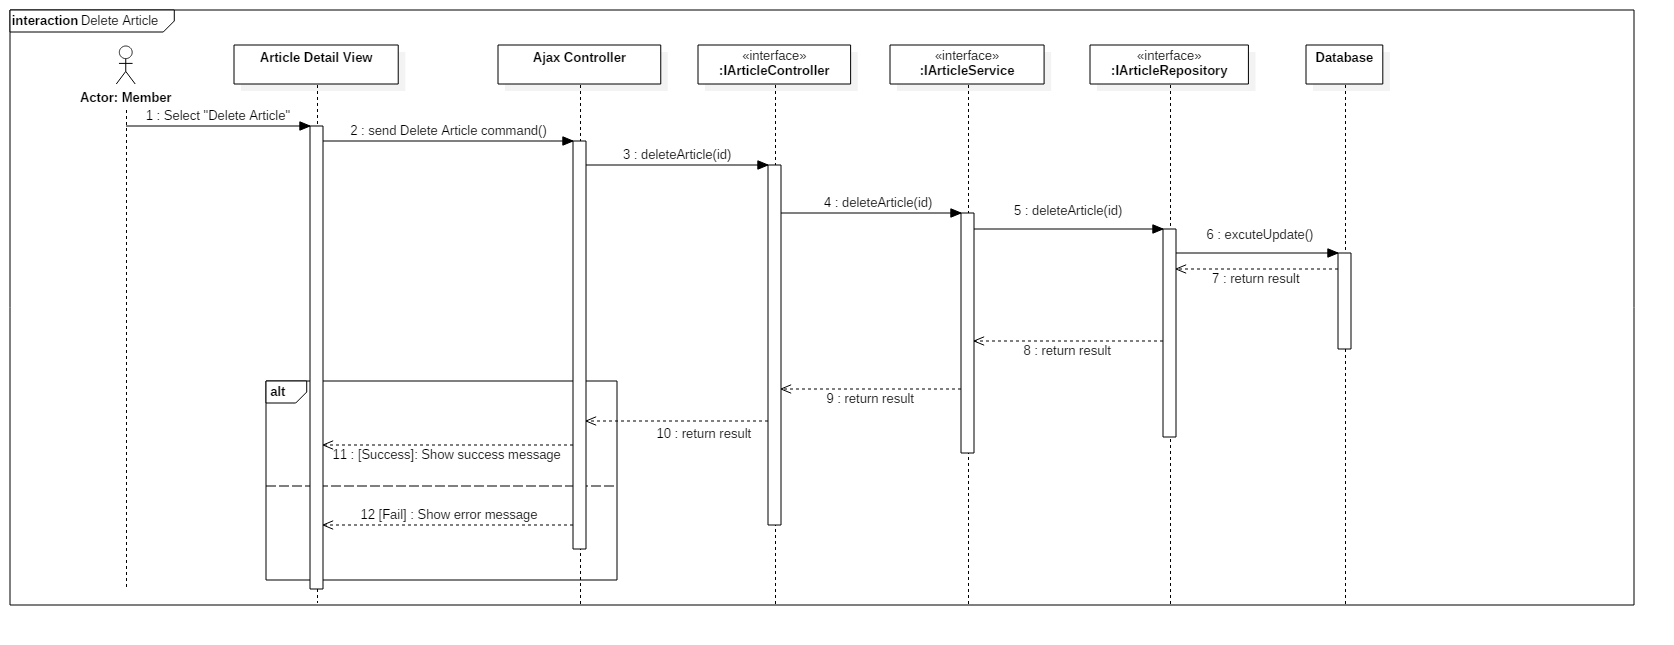 interaction Delete Article
Actor: Member
Article Detail View
Ajax Controller
«interface»
:IArticleController
«interface»
:IArticleService
«interface»
:IArticleRepository
Database
1 : Select "Delete Article"
2 : send Delete Article command()
3 : deleteArticle(id)
4 : deleteArticle(id)
5 : deleteArticle(id)
6 : excuteUpdate()
7 : return result
8 : return result
alt
9 : return result
10 : return result
11 : [Success]: Show success message
12 [Fail] : Show error message